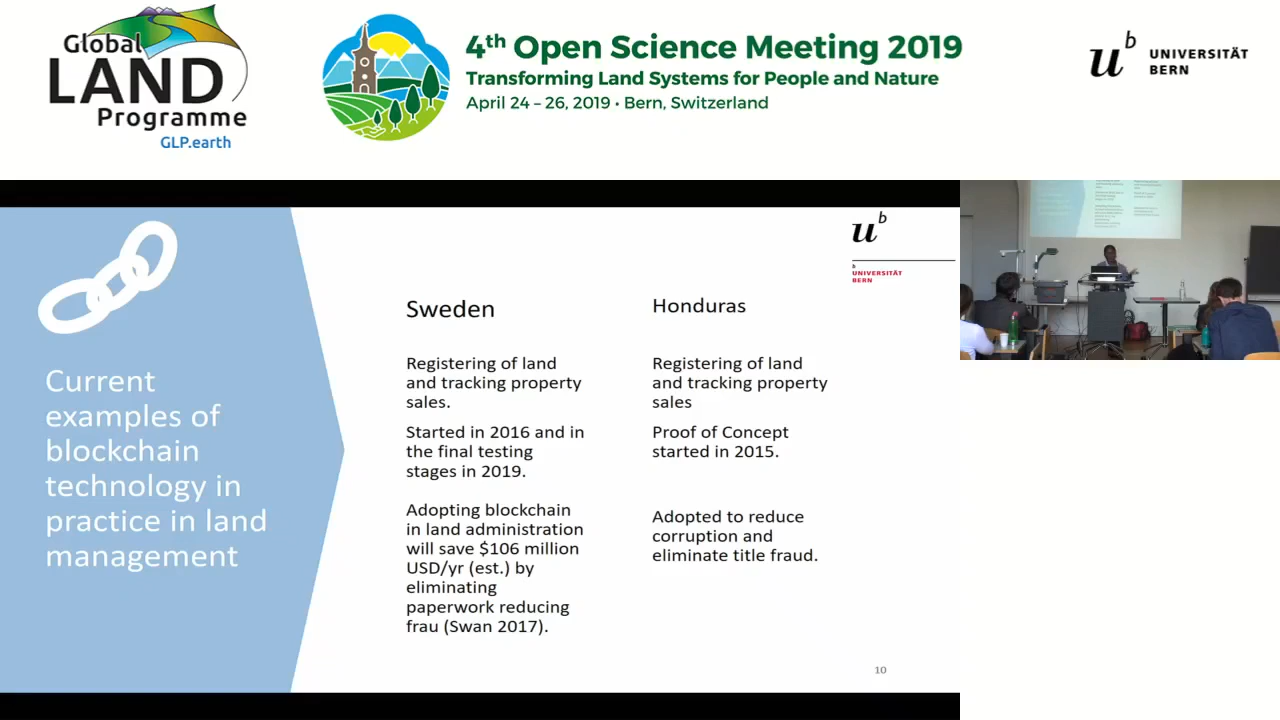 Global
LAND
Programme
GLP.earth
4th Open Science Meeting 2019
Transforming Land Systems for People and Nature
April 24 – 26, 2019 • Bern, Switzerland
u b
UNIVERSITÄT
BERN
Current
examples of
blockchain
technology in
practice in land
management
u b
b
UNIVERSITÄT
BERN
Sweden
Registering of land
and tracking property
sales.
Started in 2016 and in
the final testing
stages in 2019.
Adopting blockchain
in land administration
will save $106 million
USD/yr (est.) by
eliminating
paperwork reducing
frau (Swan 2017).
Honduras
Registering of land
and tracking property
sales
Proof of Concept
started in 2015.
Adopted to reduce
corruption and
eliminate title fraud.
10